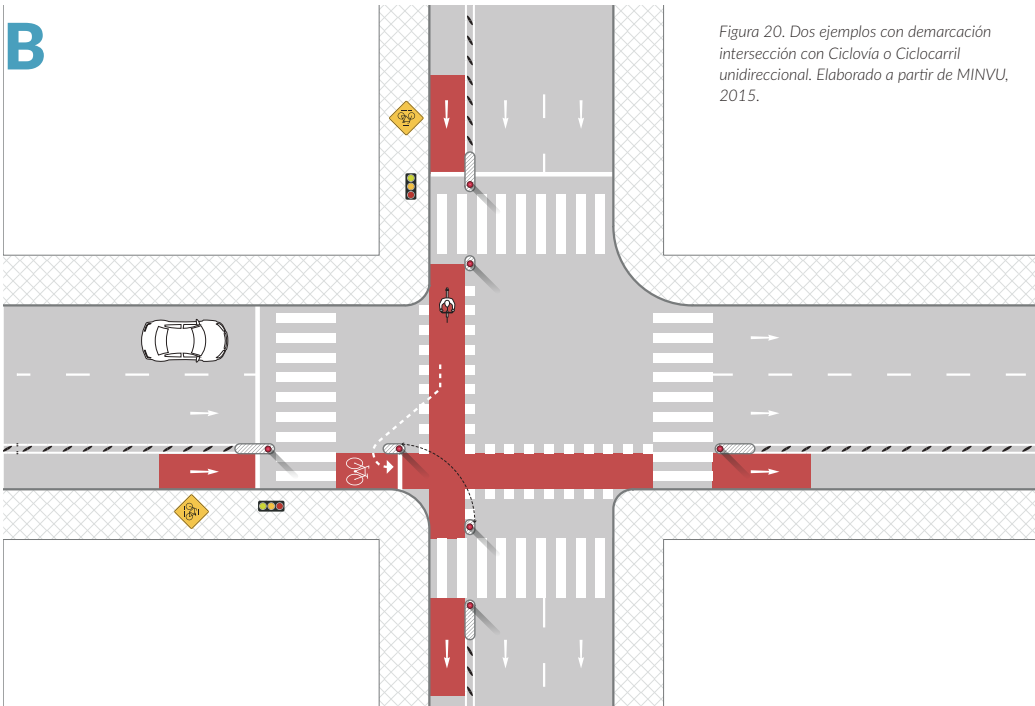 B
Figura 20. Dos ejemplos con demarcación
intersección con Ciclovía o Ciclocarril
unidireccional. Elaborado a partir de MINVU,
2015.